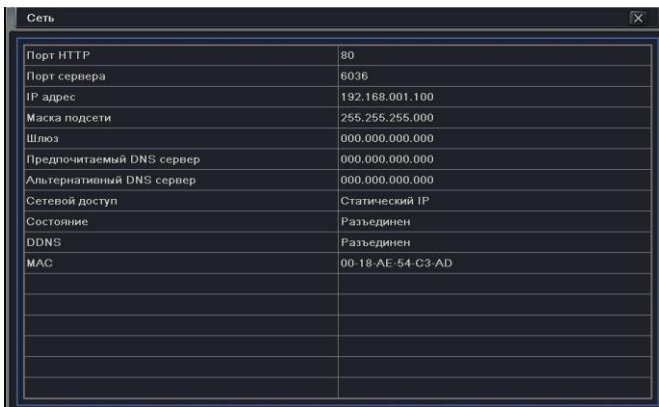 Сеть
Порт HTTP 80
Порт сервера 6036
IP адрес 192.168.001.100
Маска подсети 255.255.255.000
Шлюз 000.000.000.000
Предпочитаемый DNS сервер 000.000.000.000
Альтернативный DNS сервер 000.000.000.000
Сетевой доступ Статический IP
Состояние Разъединен
DDNS Разъединен
MAC 00-18-AE-54-C3-AD